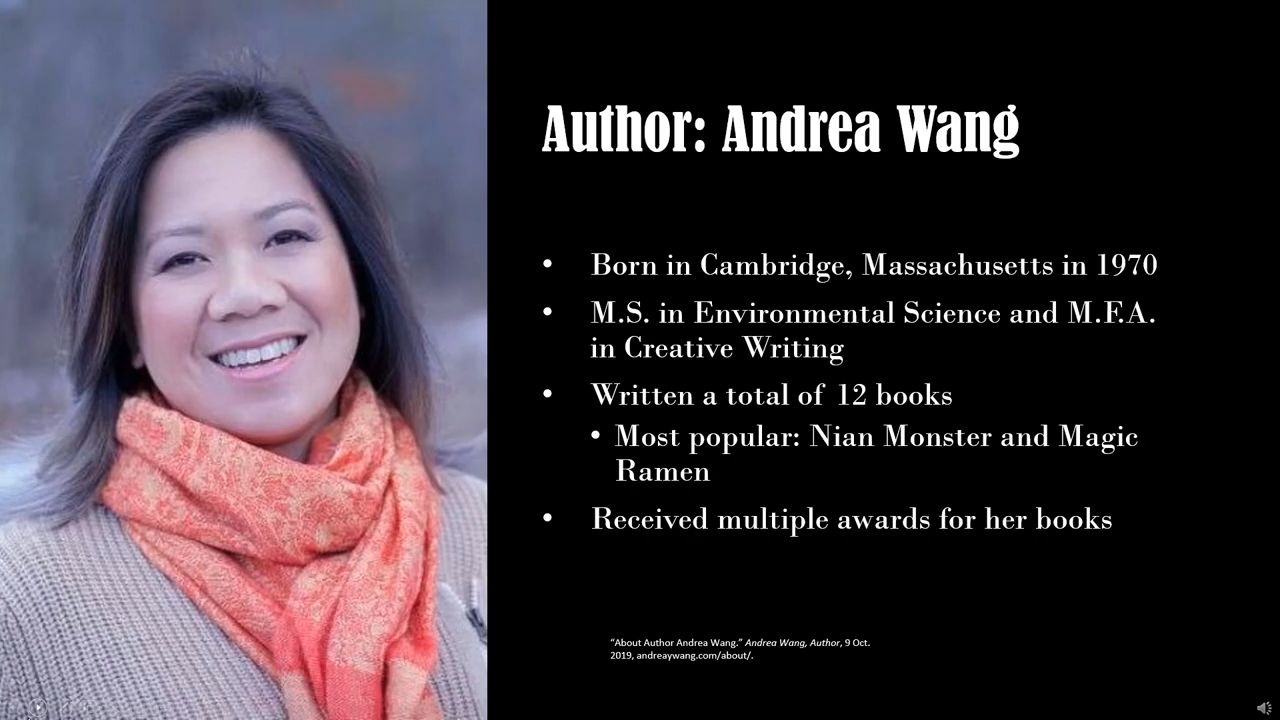 Author: Andrea Wang
• Born in Cambridge, Massachusetts in 1970
• M.S. in Environmental Science and M.F.A.
in Creative Writing
• Written a total of 12 books
• Most popular: Nian Monster and Magic
Ramen
• Received multiple awards for her books
“About Author Andrea Wang.” Andrea Wang, Author, 9 Oct.
2019, andreaywang.com/about/.